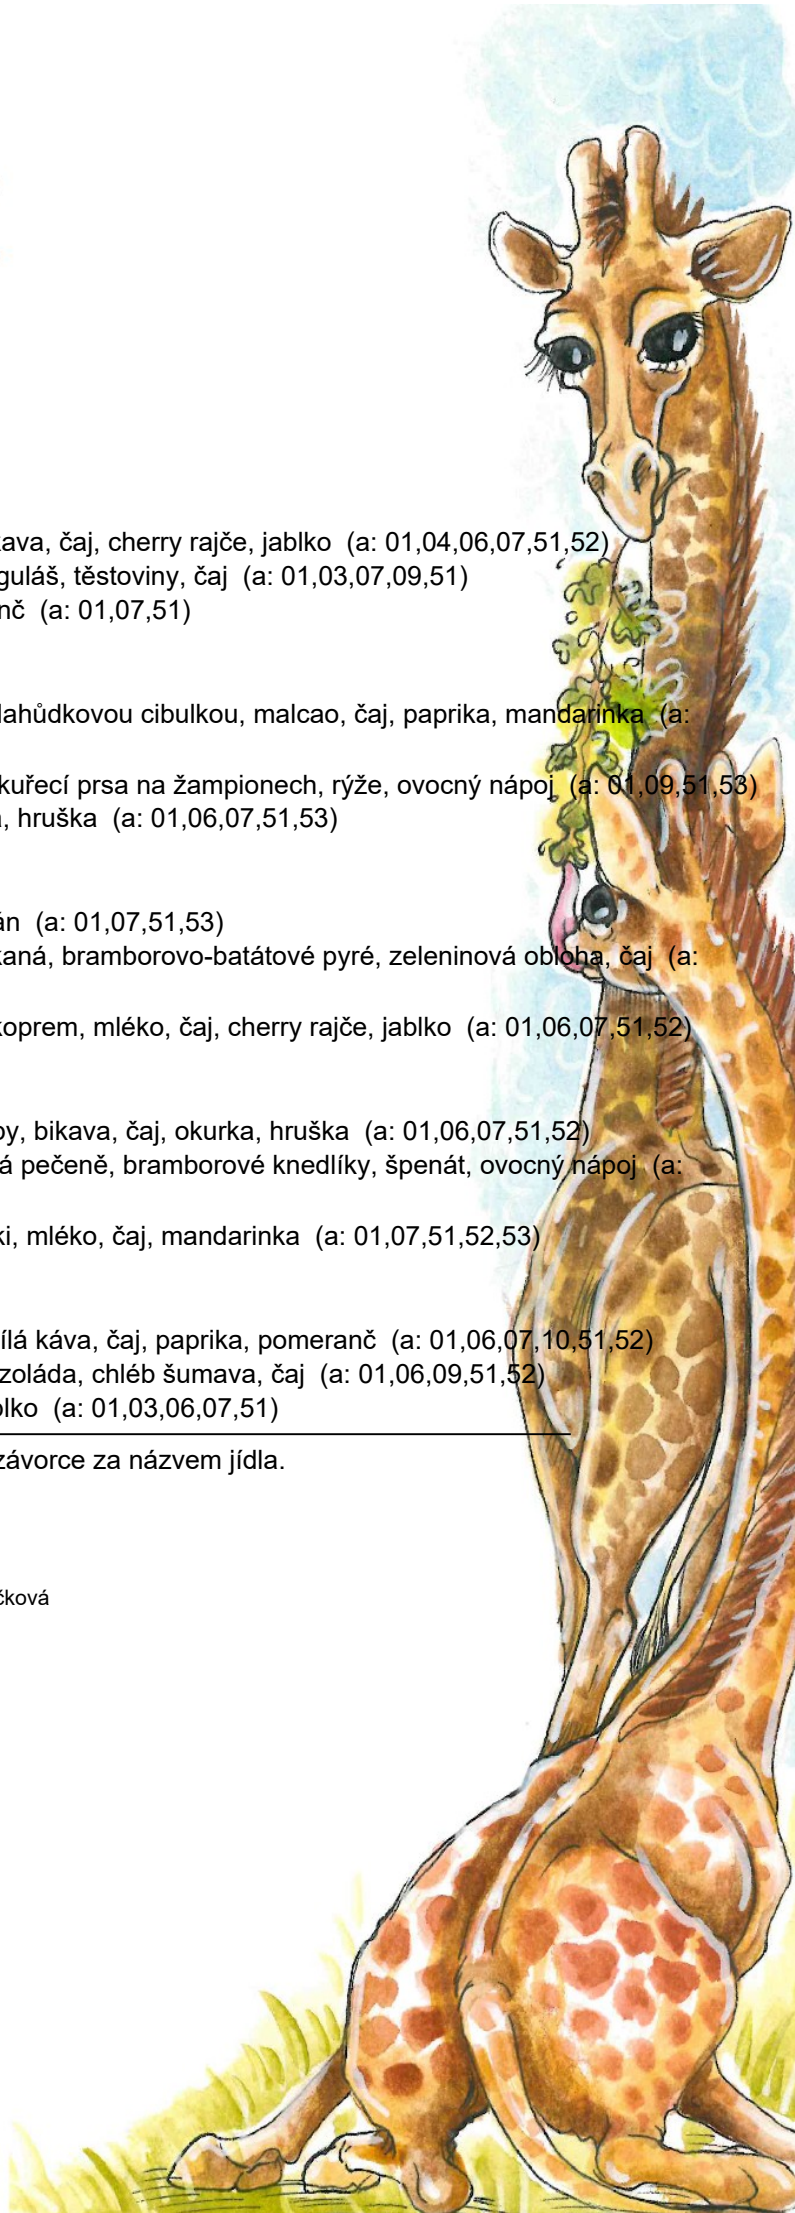 kava, čaj, cherry rajče, jablko (a: 01,04,06,07,51,52)
guláš, těstoviny, čaj (a: 01,03,07,09,51)
nč (a: 01,07,51)
lahůdkovou cibulkou, malcao, čaj, paprika, mandarinka (a:
kuřecí prsa na žampionech, rýže, ovocný nápoj (a: 01,09,51,53)
a, hruška (a: 01,06,07,51,53)
án (a: 01,07,51,53)
kaná, bramborovo-batátové pyré, zeleninová obloha, čaj (a:
koprem, mléko, čaj, cherry rajče, jablko (a: 01,06,07,51,52)
by, bikava, čaj, okurka, hruška (a: 01,06,07,51,52)
á pečeně, bramborové knedlíky, špenát, ovocný nápoj (a:
ki, mléko, čaj, mandarinka (a: 01,07,51,52,53)
ílá káva, čaj, paprika, pomeranč (a: 01,06,07,10,51,52)
zoláda, chléb šumava, čaj (a: 01,06,09,51,52)
olko (a: 01,03,06,07,51)
závorce za názvem jídla.
čková